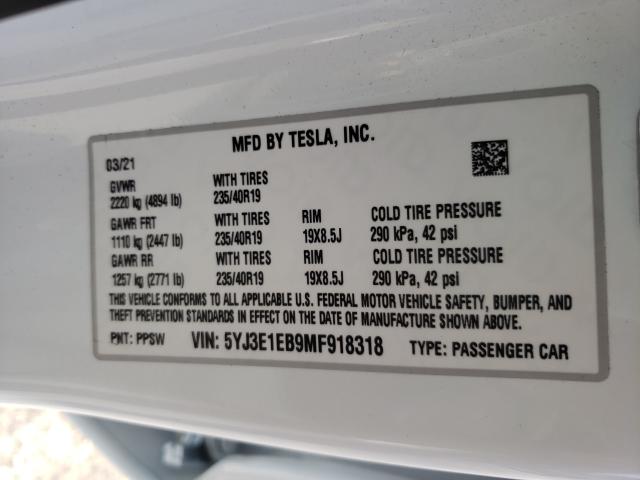 MFD BY TESLA, INC.
03/21
GVWR WITH TIRES
2220 kg (4894 lb) 235/40R19
GAWR FRT WITH TIRES RIM COLD TIRE PRESSURE
1110 kg (2447 lb) 235/40R19 19X8.5J 290 kPa, 42 psi
GAWR RR WITH TIRES RIM COLD TIRE PRESSURE
1257 kg (2771 lb) 235/40R19 19X8.5J 290 kPa, 42 psi
THIS VEHICLE CONFORMS TO ALL APPLICABLE U.S. FEDERAL MOTOR VEHICLE SAFETY, BUMPER, AND
THEFT PREVENTION STANDARDS IN EFFECT ON THE DATE OF MANUFACTURE SHOWN ABOVE.
PNT: PPSW VIN: 5YJ3E1EB9MF918318 TYPE: PASSENGER CAR